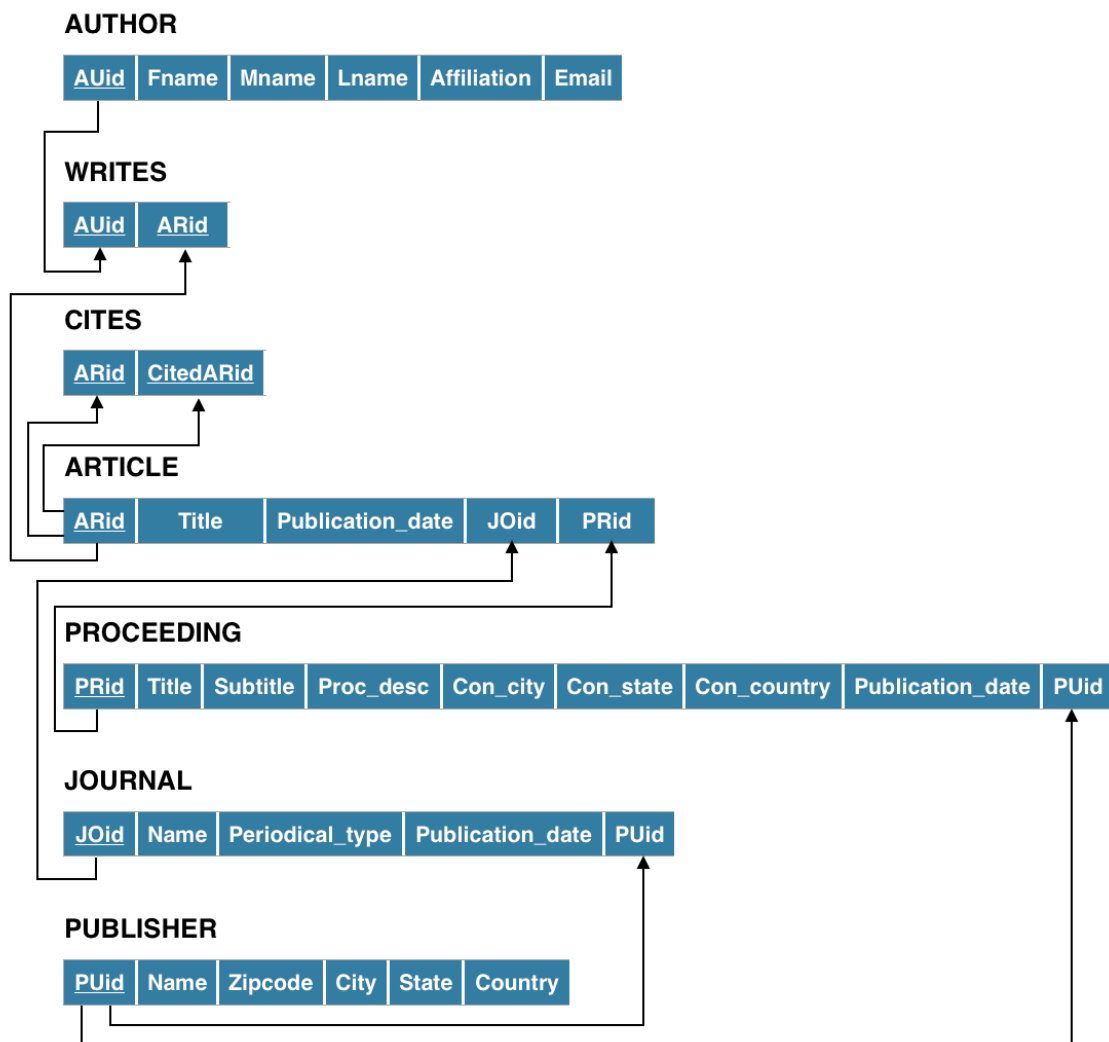 AUTHOR
AUid Fname Mname Lname Affiliation Email
WRITES
AUid ARid
CITES
ARid CitedARid
ARTICLE
ARid Title Publication_date JOid PRid
PROCEEDING
PRid Title Subtitle Proc_desc Con_city Con_state Con_country Publication_date PUid
JOURNAL
JOid Name Periodical_type Publication_date PUid
PUBLISHER
PUid Name Zipcode City State Country